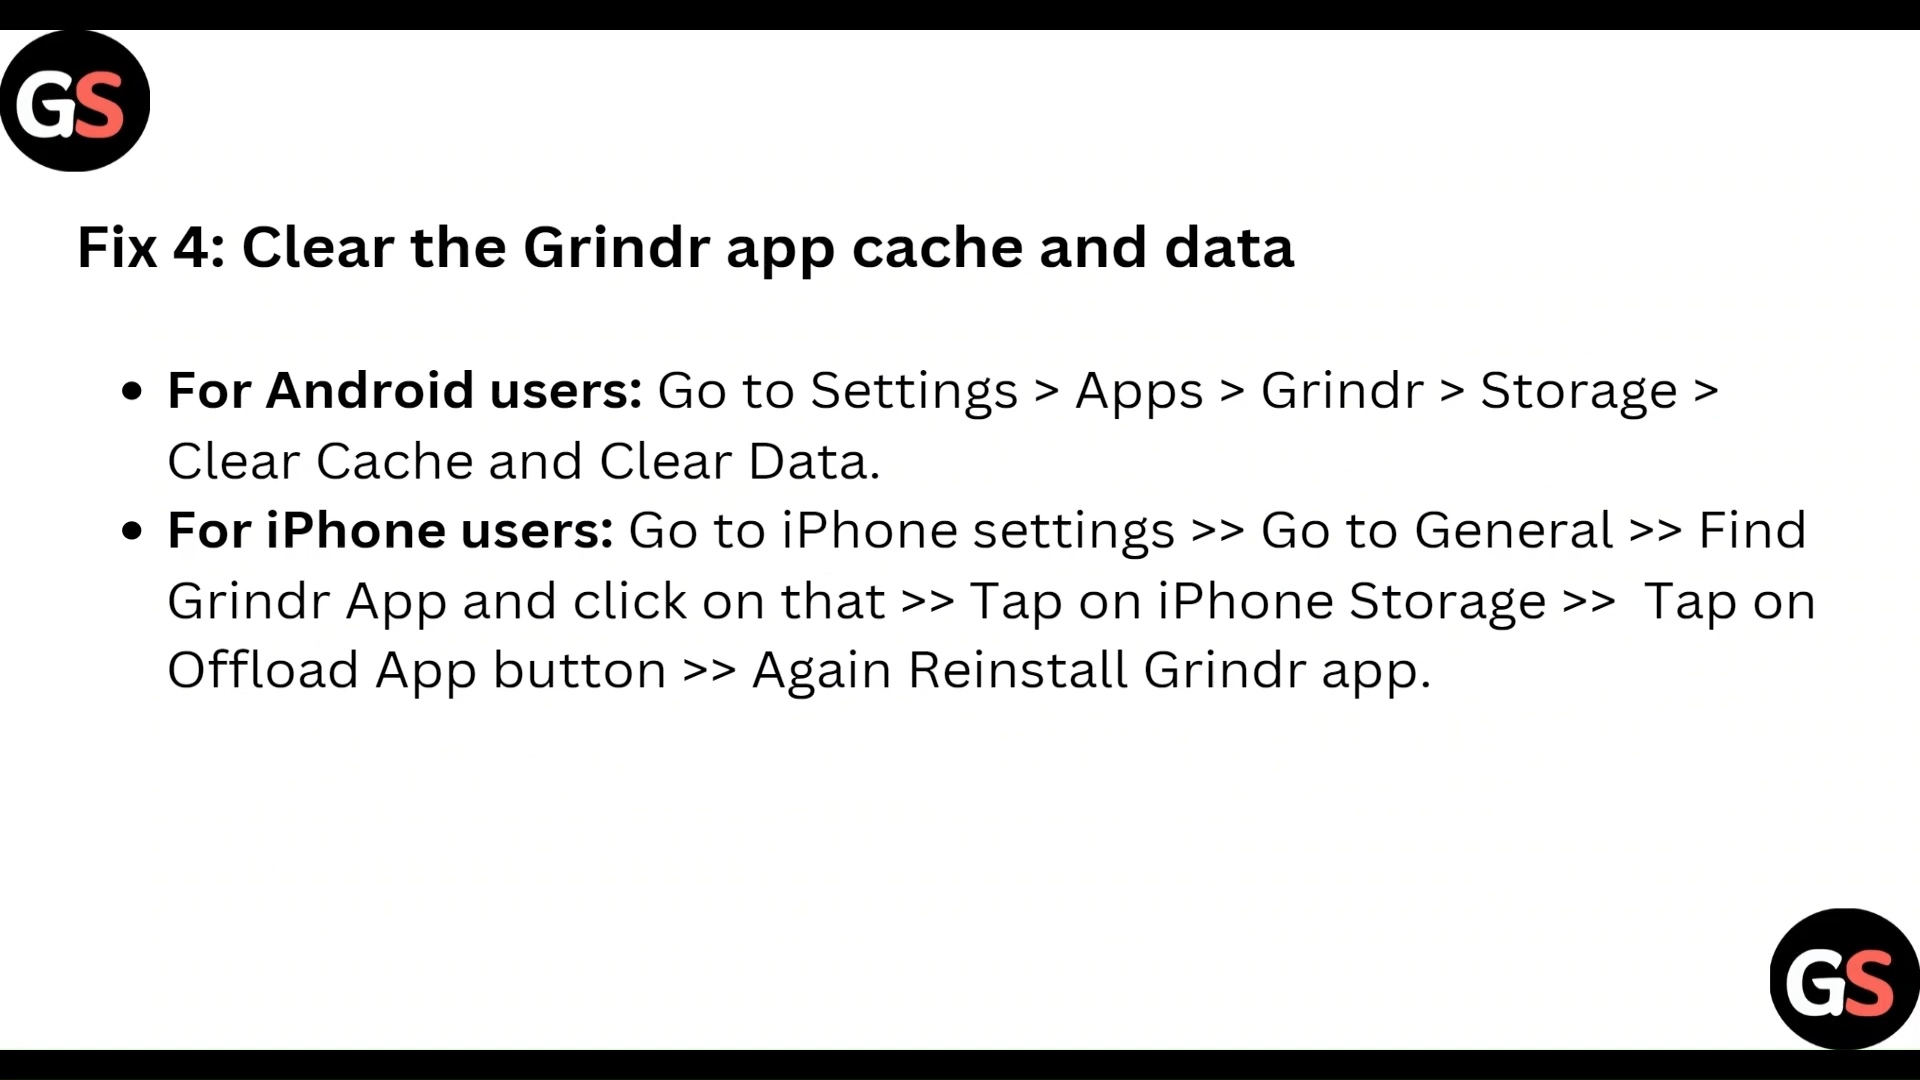 GS
Fix 4: Clear the Grindr app cache and data
• For Android users: Go to Settings > Apps > Grindr > Storage >
Clear Cache and Clear Data.
• For iPhone users: Go to iPhone settings >> Go to General >> Find
Grindr App and click on that >> Tap on iPhone Storage >>  Tap on
Offload App button >> Again Reinstall Grindr app.
GS